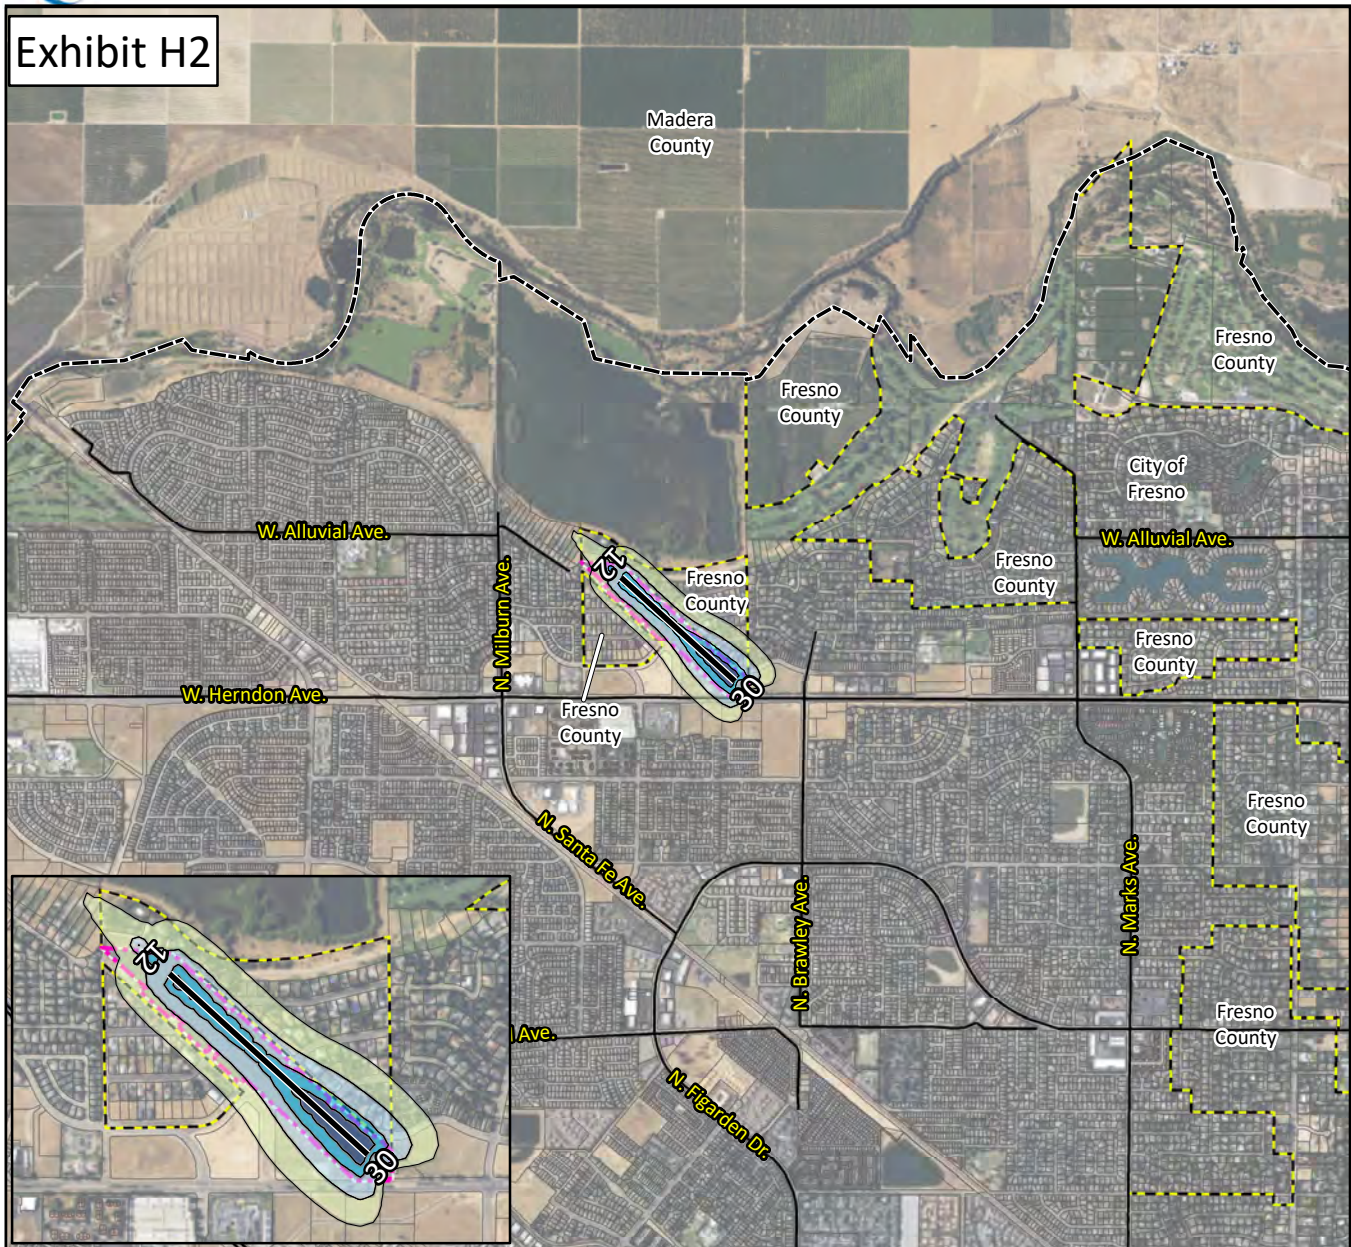 Exhibit H2
Madera
County
Fresno
County
Fresno
County
City of
Fresno
W. Alluvial Ave.
W. Alluvial Ave.
12
Fresno
County
Fresno
County
N. Milburn Ave.
Fresno
County
W. Herndon Ave.
30
Fresno
County
Fresno
County
N. Santa Fe Ave.
N. Brawley Ave.
N. Marks Ave.
12
Fresno
County
Ave.
N. Figarden Dr.
30